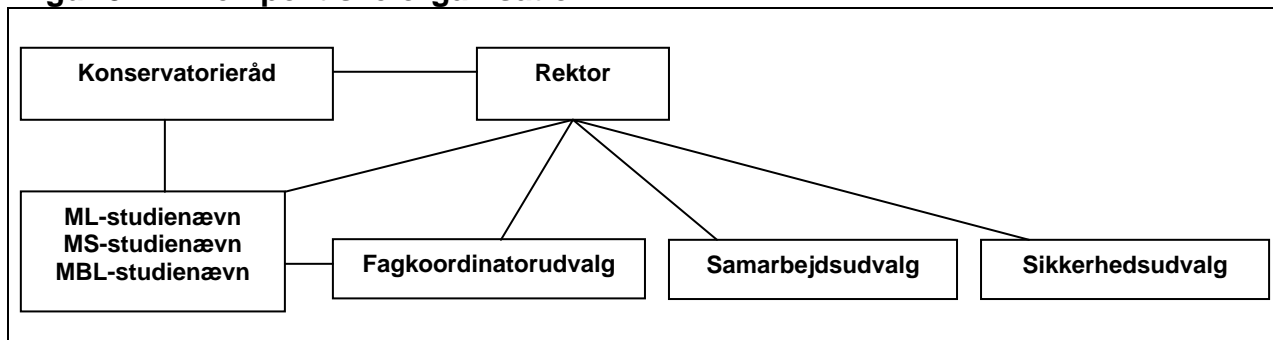 Konservatorieråd
Rektor
ML-studienævn
MS-studienævn
MBL-studienævn
Fagkoordinatorudvalg
Samarbejdsudvalg
Sikkerhedsudvalg